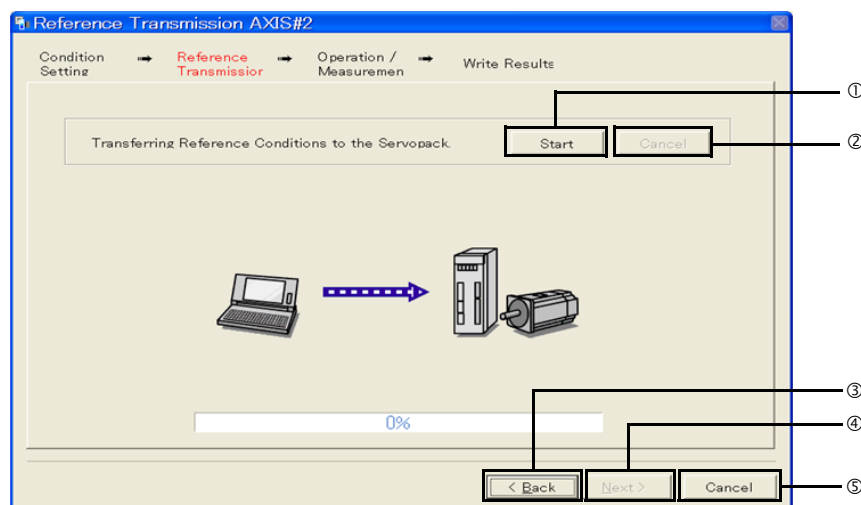 Reference Transmission AXIS#2
Condition Setting
Reference Transmissior
Operation / Measuremen
Write Results
①
Transferring Reference Conditions to the Servopack.
Start
Cancel
②
③
0%
④
< Back
Next >
Cancel
⑤